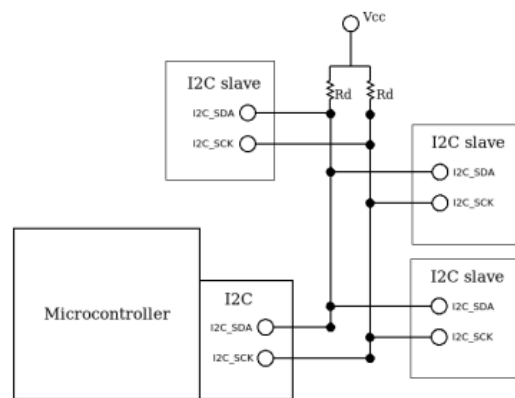 Vcc
Rd Rd
I2C slave
I2C_SDA
I2C_SCK
I2C slave
I2C_SDA
I2C_SCK
I2C slave
I2C_SDA
I2C_SCK
Microcontroller
I2C
I2C_SDA
I2C_SCK